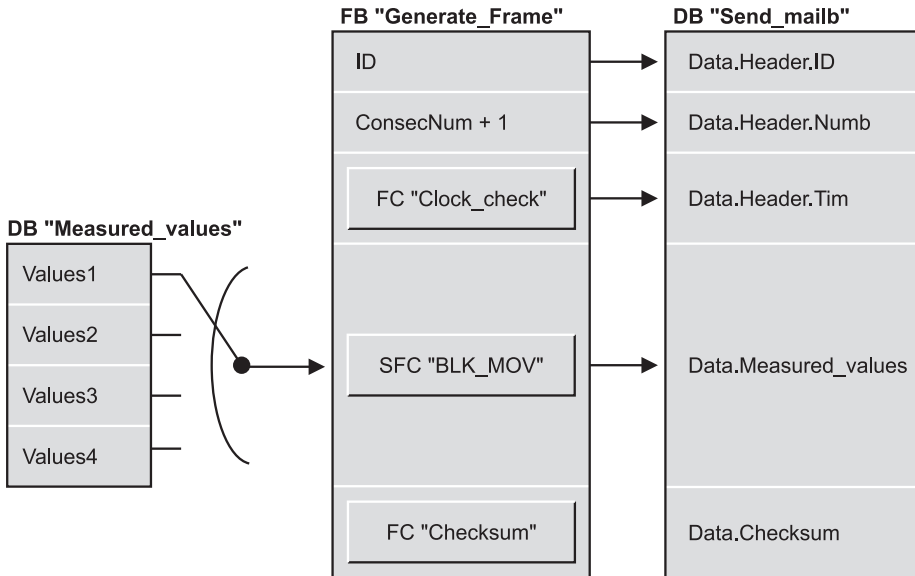 FB "Generate_Frame"
DB "Send_mailb"
ID
Data.Header.ID
ConsecNum + 1
Data.Header.Numb
FC "Clock_check"
Data.Header.Tim
DB "Measured_values"
Values1
Values2
Values3
Values4
SFC "BLK_MOV"
Data.Measured_values
FC "Checksum"
Data.Checksum